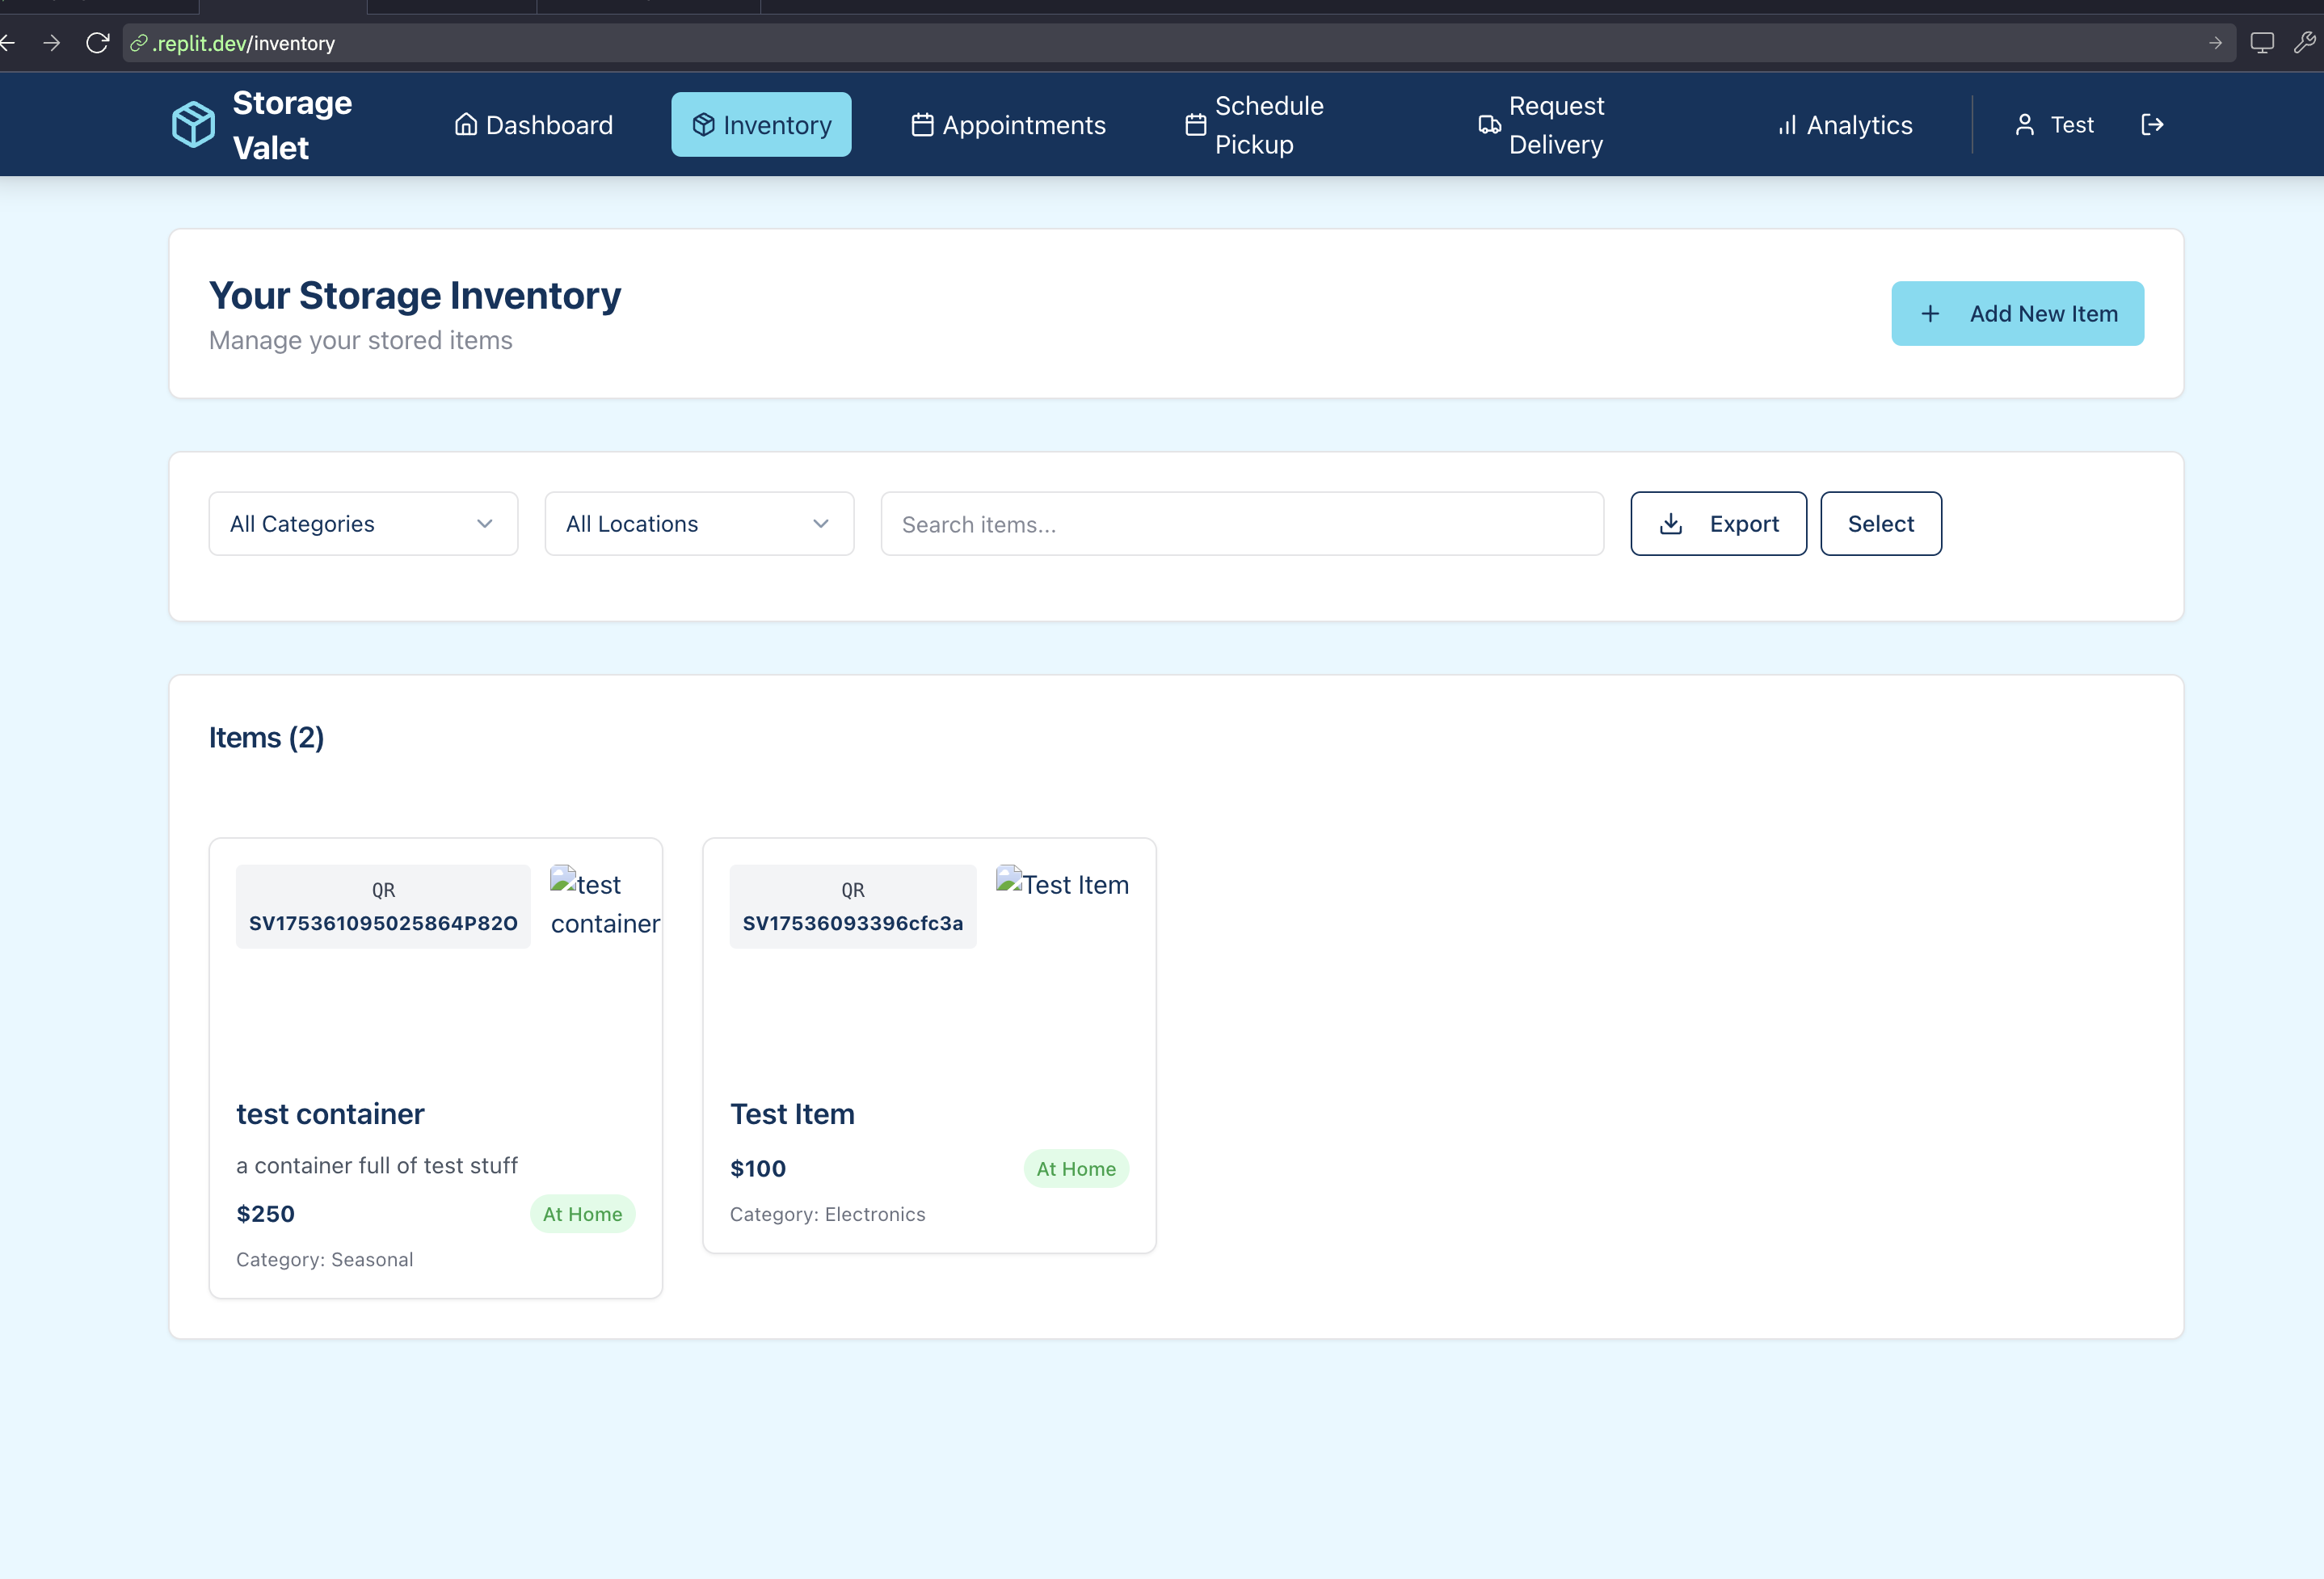 .replit.dev/inventory
Storage
Valet
Dashboard
Inventory
Appointments
Schedule
Pickup
Request
Delivery
Analytics
Test
Your Storage Inventory
Manage your stored items
Add New Item
All Categories
All Locations
Search items...
Export
Select
Items (2)
QR
SV175361095025864P82O
test
container
test container
a container full of test stuff
$250
At Home
Category: Seasonal
QR
SV17536093396cfc3a
Test Item
Test Item
$100
At Home
Category: Electronics